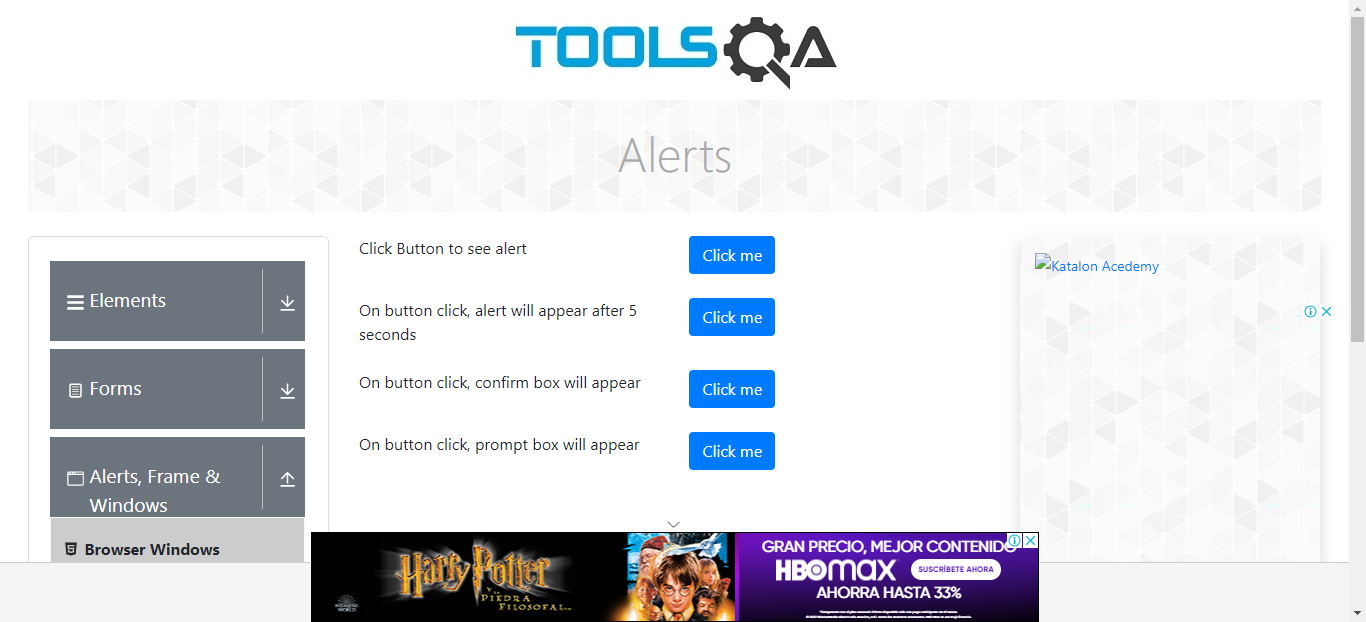 TOOLSQA
Alerts
Elements
Forms
Alerts, Frame &
Windows
Browser Windows
Click Button to see alert
Click me
On button click, alert will appear after 5
seconds
Click me
On button click, confirm box will appear
Click me
On button click, prompt box will appear
Click me
Katalon Acedemy
Harry Potter
Y LA
PIEDRA
FILOSOFAL
GRAN PRECIO, MEJOR CONTENIDO
HBOmax
SUSCRÍBETE AHORA
AHORRA HASTA 33%